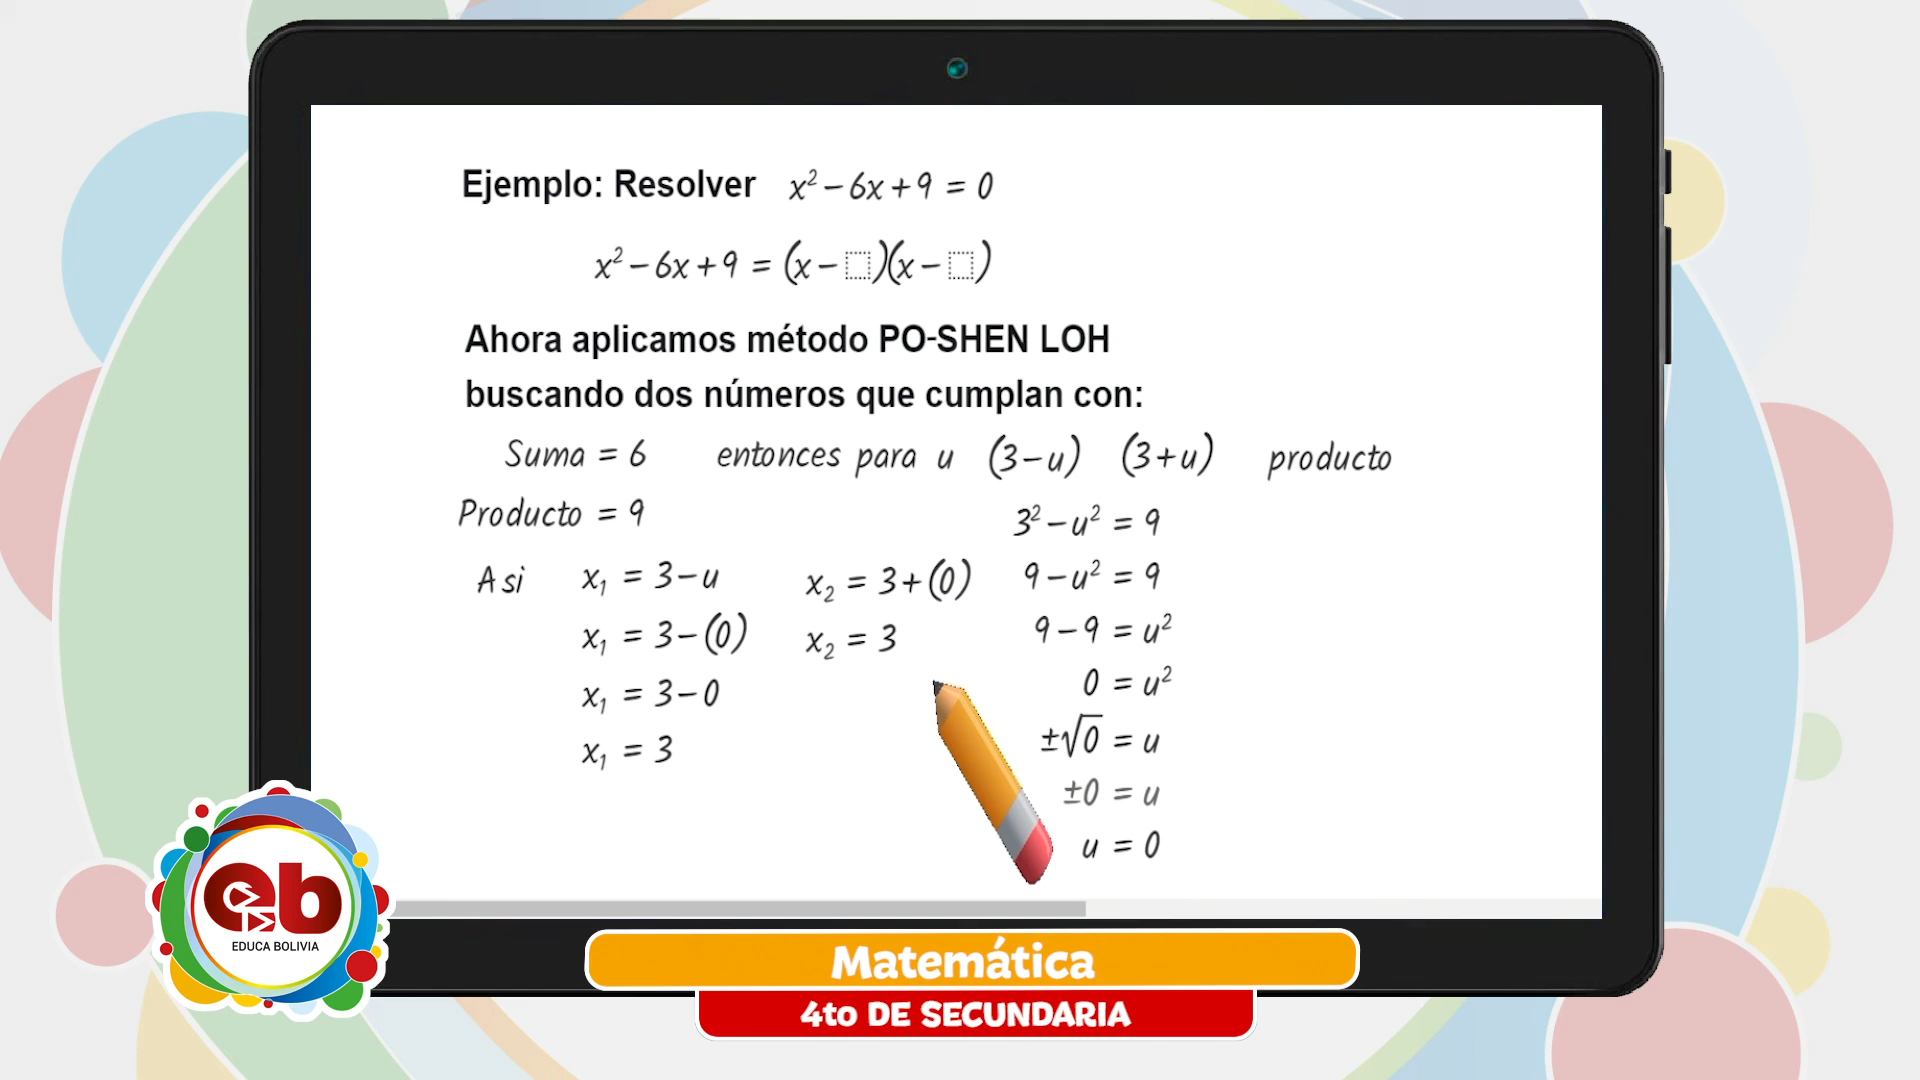 Ejemplo: Resolver x² − 6x + 9 = 0
x² − 6x + 9 = (x − ⬚)(x − ⬚)
Ahora aplicamos método PO-SHEN LOH
buscando dos números que cumplan con:
Suma = 6 entonces para u (3 − u) (3 + u) producto
Producto = 9
3² − u² = 9
9 − u² = 9
9 − 9 = u²
0 = u²
±√0 = u
±0 = u
u = 0
Asi x₁ = 3 − u
x₁ = 3 − (0)
x₁ = 3 − 0
x₁ = 3
x₂ = 3 + (0)
x₂ = 3
eb
EDUCA BOLIVIA
Matemática
4to DE SECUNDARIA